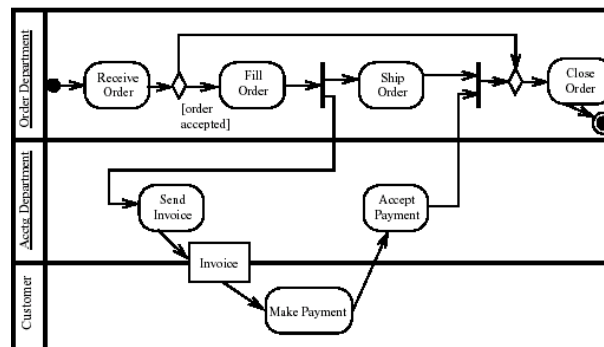 Order Department
Receive
Order
Fill
Order
[order
accepted]
Ship
Order
Close
Order
Acctg Department
Send
Invoice
Accept
Payment
Invoice
Customer
Make Payment